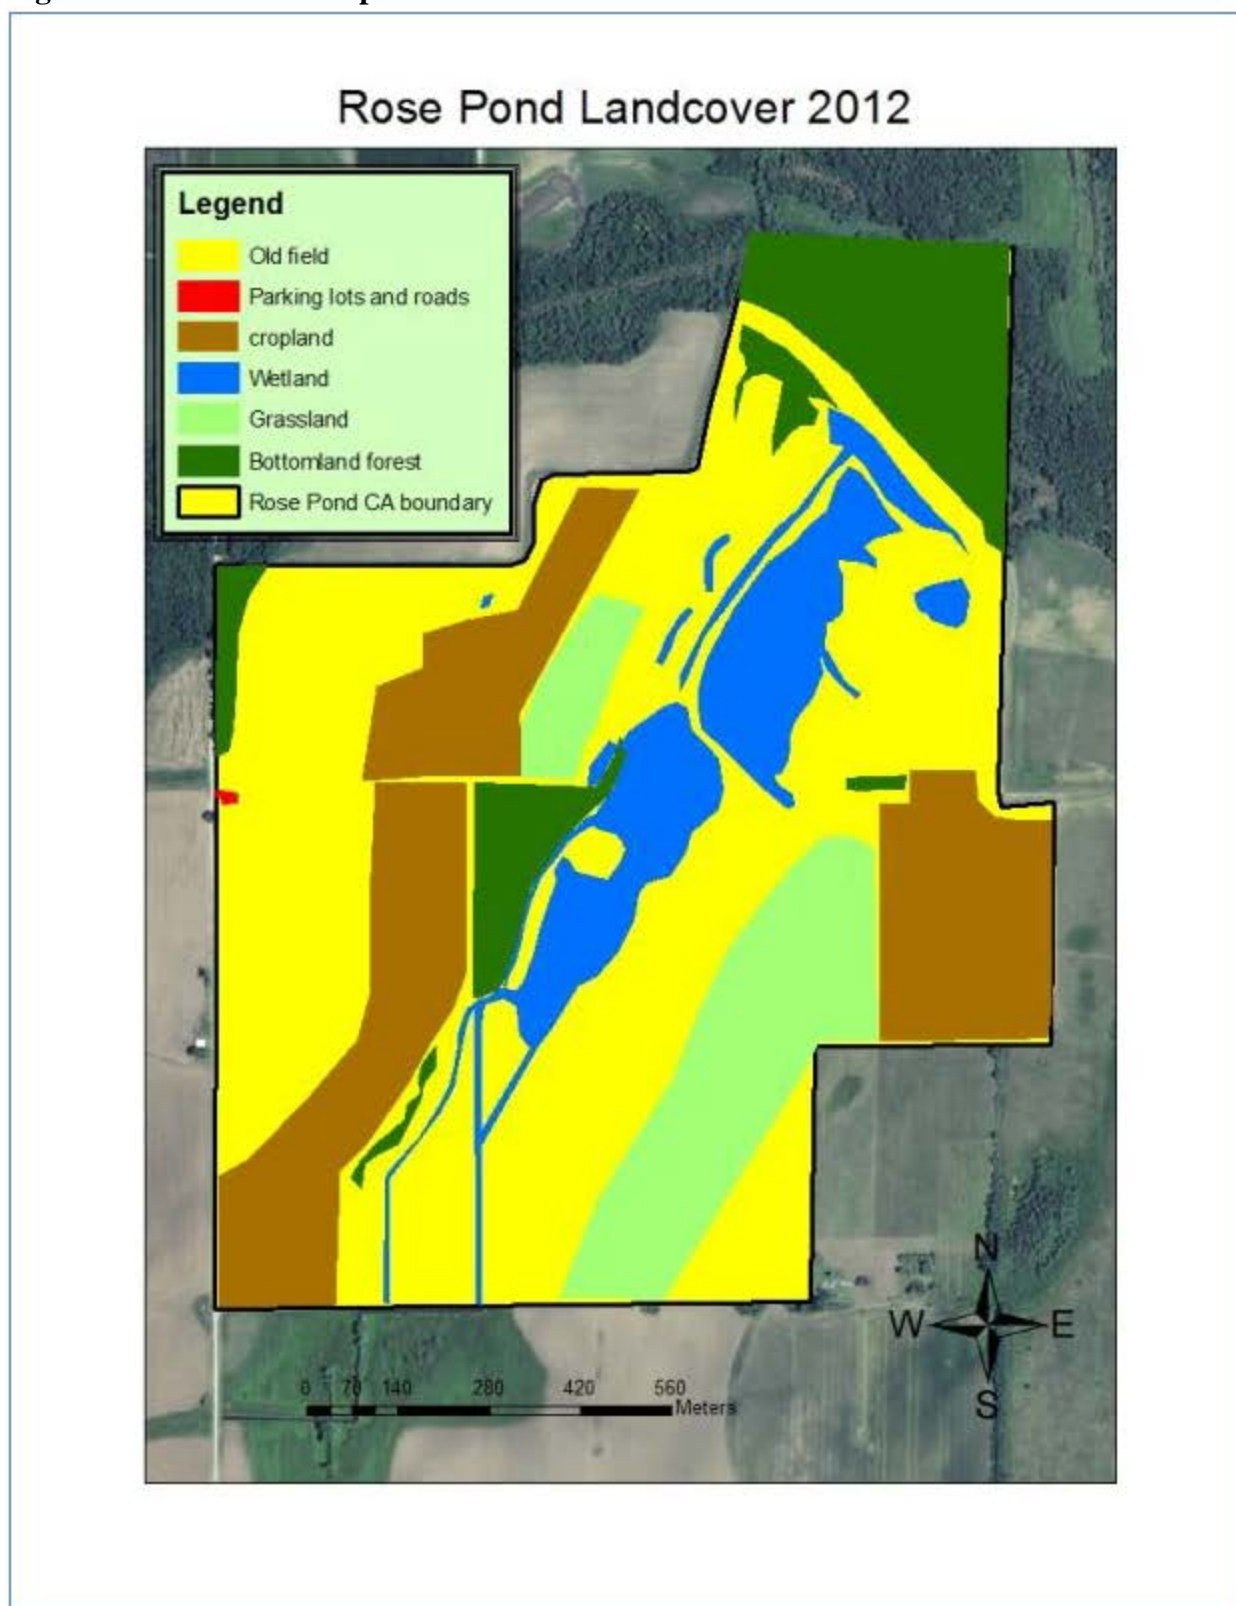 Rose Pond Landcover 2012
Legend
Old field
Parking lots and roads
cropland
Wetland
Grassland
Bottomland forest
Rose Pond CA boundary
N
W E
S
0 70 140 280 420 560
Meters